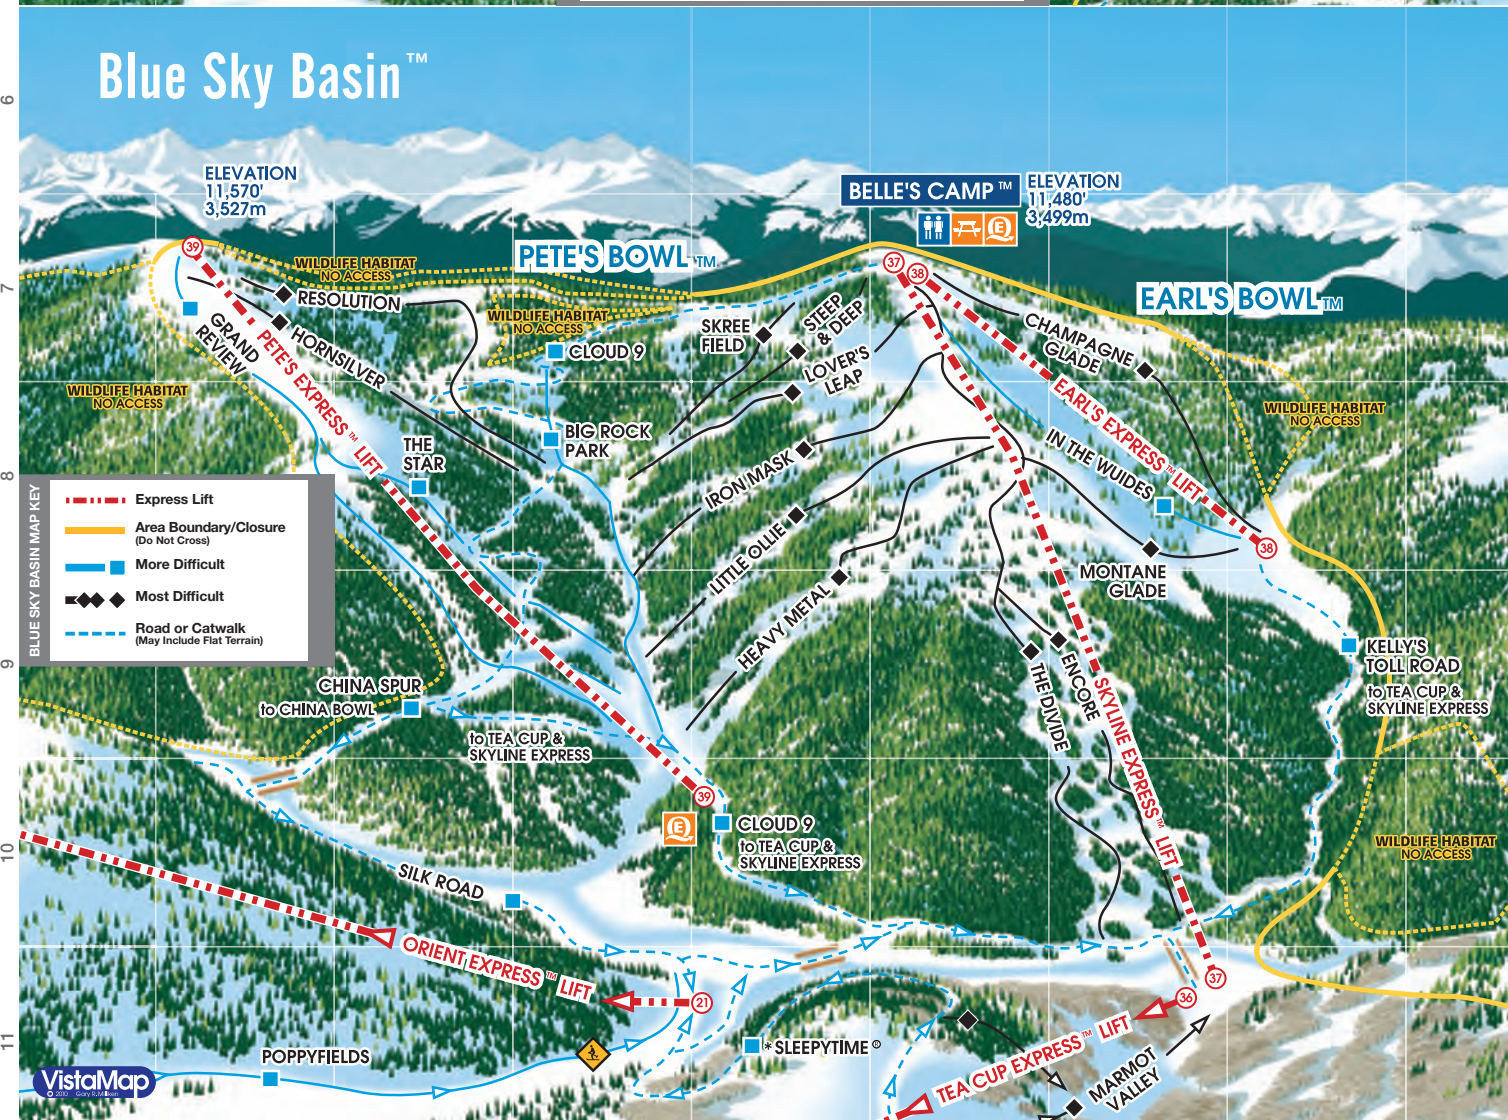 Blue Sky Basin™
6
7
8
9
10
11
ELEVATION
11,570'
3,527m
BELLE'S CAMP™
ELEVATION
11,480'
3,499m
E
39
WILDLIFE HABITAT
NO ACCESS
PETE'S BOWL™
37
38
EARL'S BOWL™
RESOLUTION
HORNSILVER
GRAND
REVIEW
PETE'S EXPRESS™ LIFT
WILDLIFE HABITAT
NO ACCESS
CLOUD 9
SKREE
FIELD
STEEP
& DEEP
LOVER'S
LEAP
CHAMPAGNE
GLADE
EARL'S EXPRESS™ LIFT
WILDLIFE HABITAT
NO ACCESS
WILDLIFE HABITAT
NO ACCESS
THE
STAR
BIG ROCK
PARK
IRON MASK
IN THE WUIDES
LITTLE OLLIE
HEAVY METAL
38
MONTANE
GLADE
BLUE SKY BASIN MAP KEY
Express Lift
Area Boundary/Closure
(Do Not Cross)
More Difficult
Most Difficult
Road or Catwalk
(May Include Flat Terrain)
KELLY'S
TOLL ROAD
to TEA CUP &
SKYLINE EXPRESS
CHINA SPUR
to CHINA BOWL
to TEA CUP &
SKYLINE EXPRESS
THE DIVIDE
ENCORE
SKYLINE EXPRESS™ LIFT
39
E
CLOUD 9
to TEA CUP &
SKYLINE EXPRESS
WILDLIFE HABITAT
NO ACCESS
SILK ROAD
ORIENT EXPRESS™ LIFT
21
37
36
TEA CUP EXPRESS™ LIFT
POPPYFIELDS
*SLEEPYTIME®
MARMOT
VALLEY
VistaMap
© 2010 Gary R. Milliken